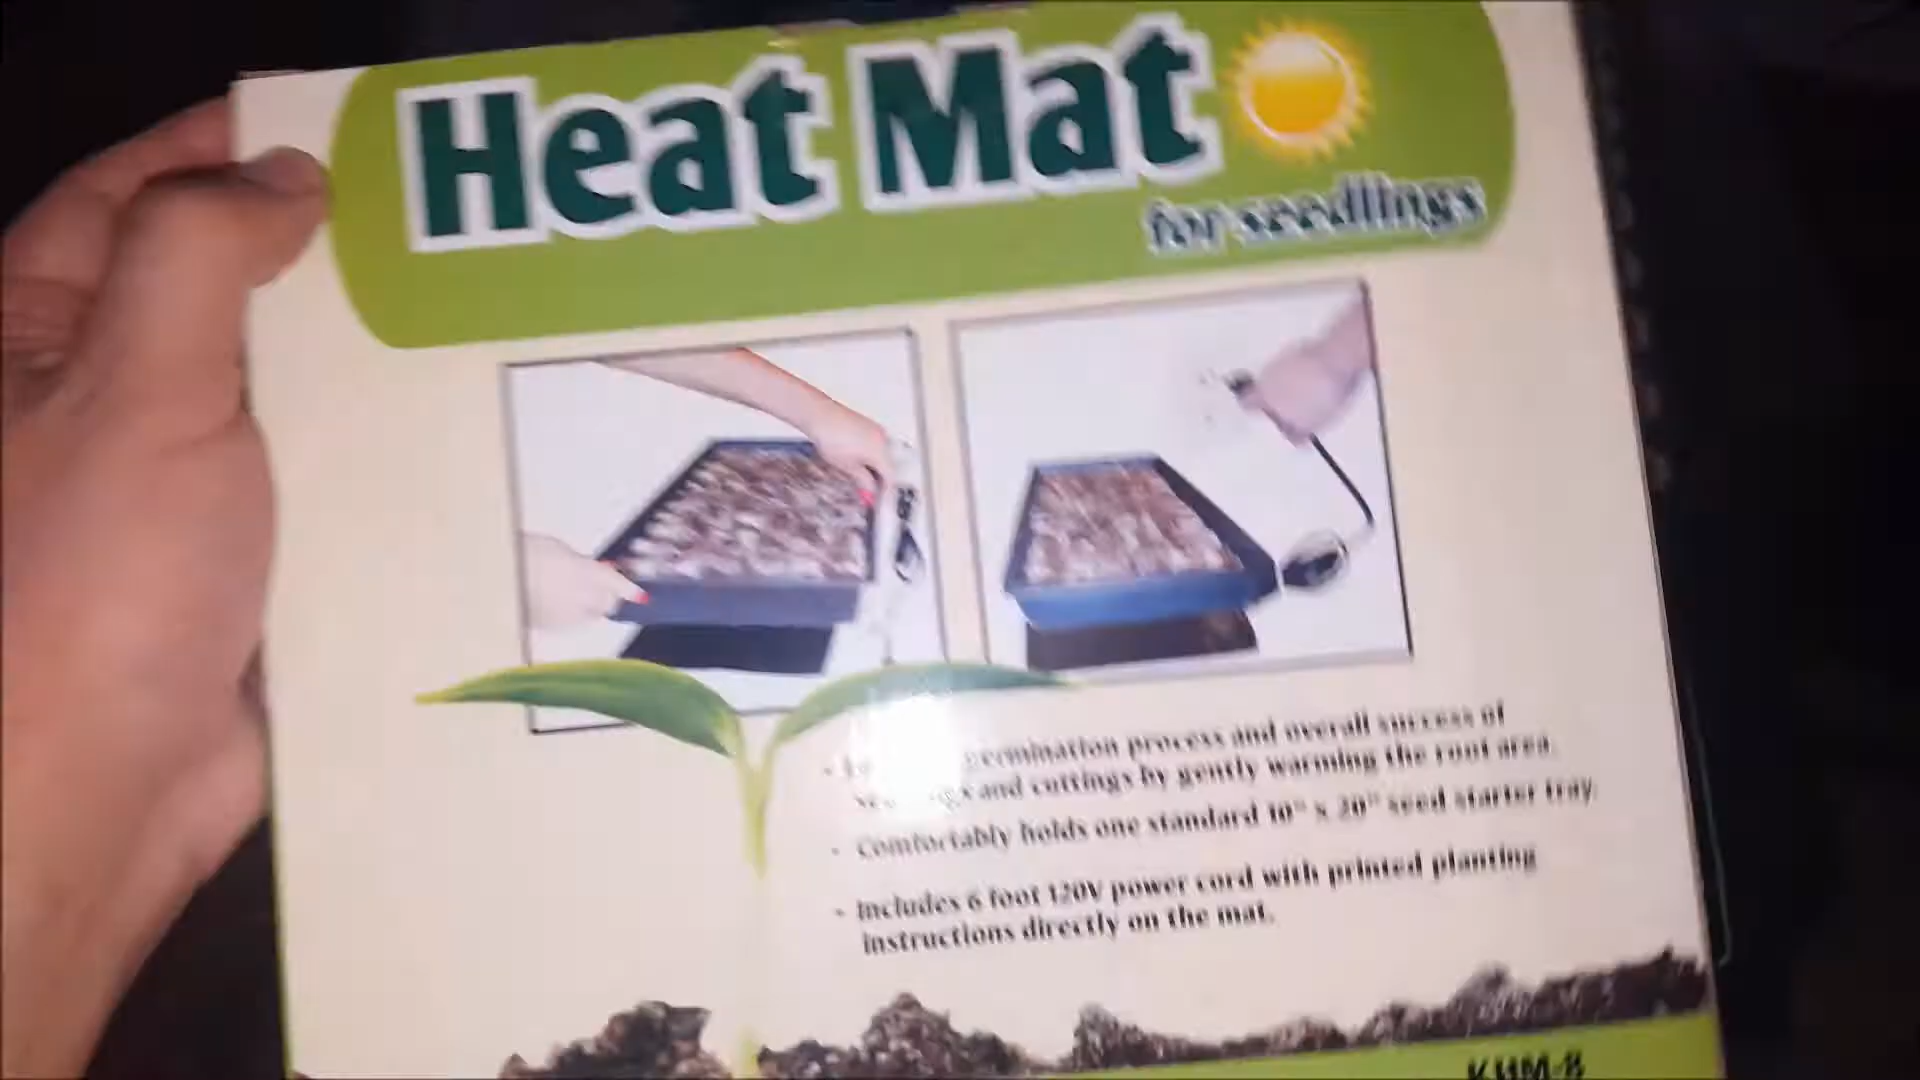 Heat Mat
for seedlings
germination process and overall success of
and cuttings by gently warming the root area.
- Comfortably holds one standard 10" x 20" seed starter tray.
- Includes 6 foot 120V power cord with printed planting
instructions directly on the mat.